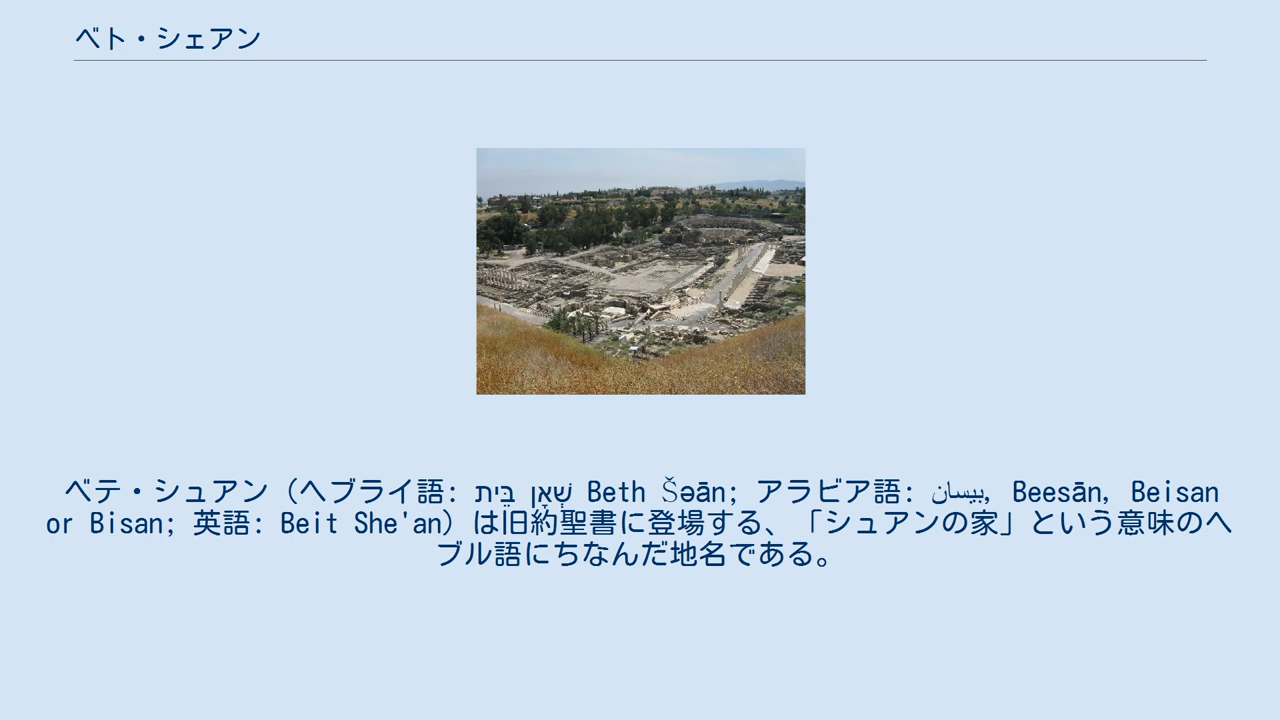 ベト・シェアン
ベテ・シュアン（ヘブライ語: בֵּית שְׁאָן Beth Šəān; アラビア語: بيسان, Beesān, Beisan
or Bisan; 英語: Beit She'an）は旧約聖書に登場する、「シュアンの家」という意味のヘ
ブル語にちなんだ地名である。